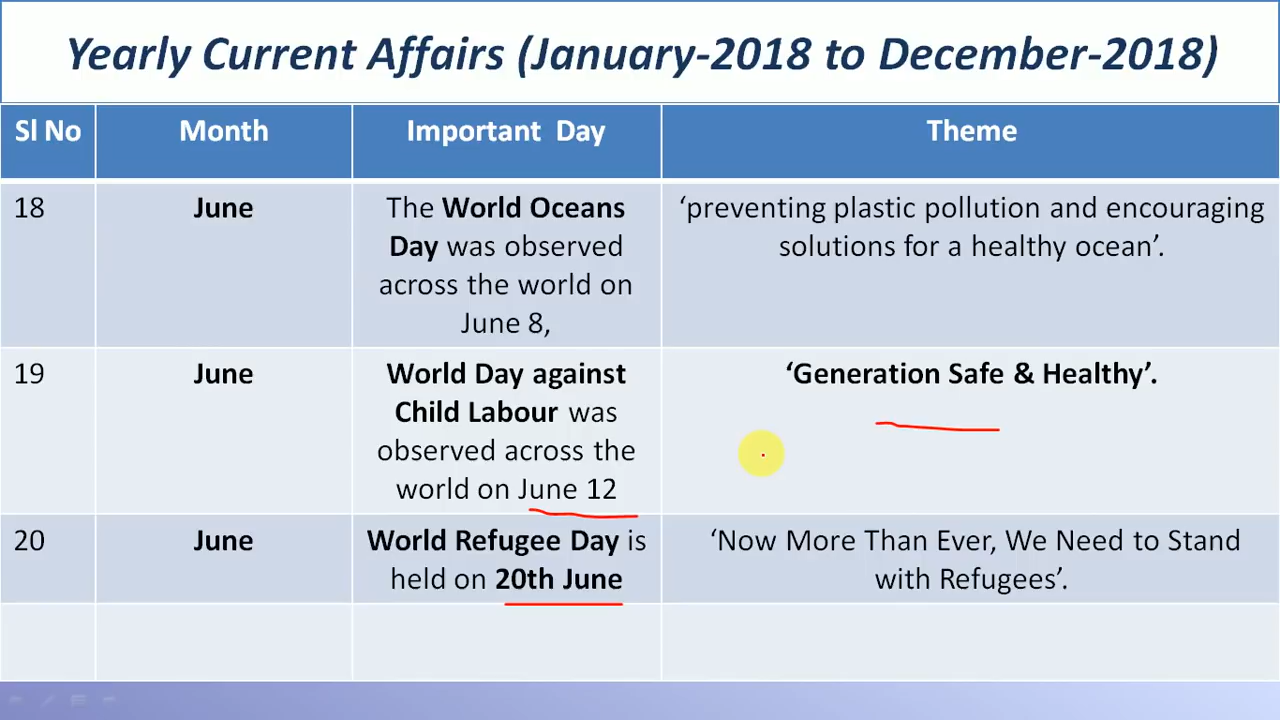 Yearly Current Affairs (January-2018 to December-2018)
Sl No Month Important Day Theme
18 June The World Oceans Day was observed across the world on June 8, ‘preventing plastic pollution and encouraging solutions for a healthy ocean’.
19 June World Day against Child Labour was observed across the world on June 12 ‘Generation Safe & Healthy’.
20 June World Refugee Day is held on 20th June ‘Now More Than Ever, We Need to Stand with Refugees’.